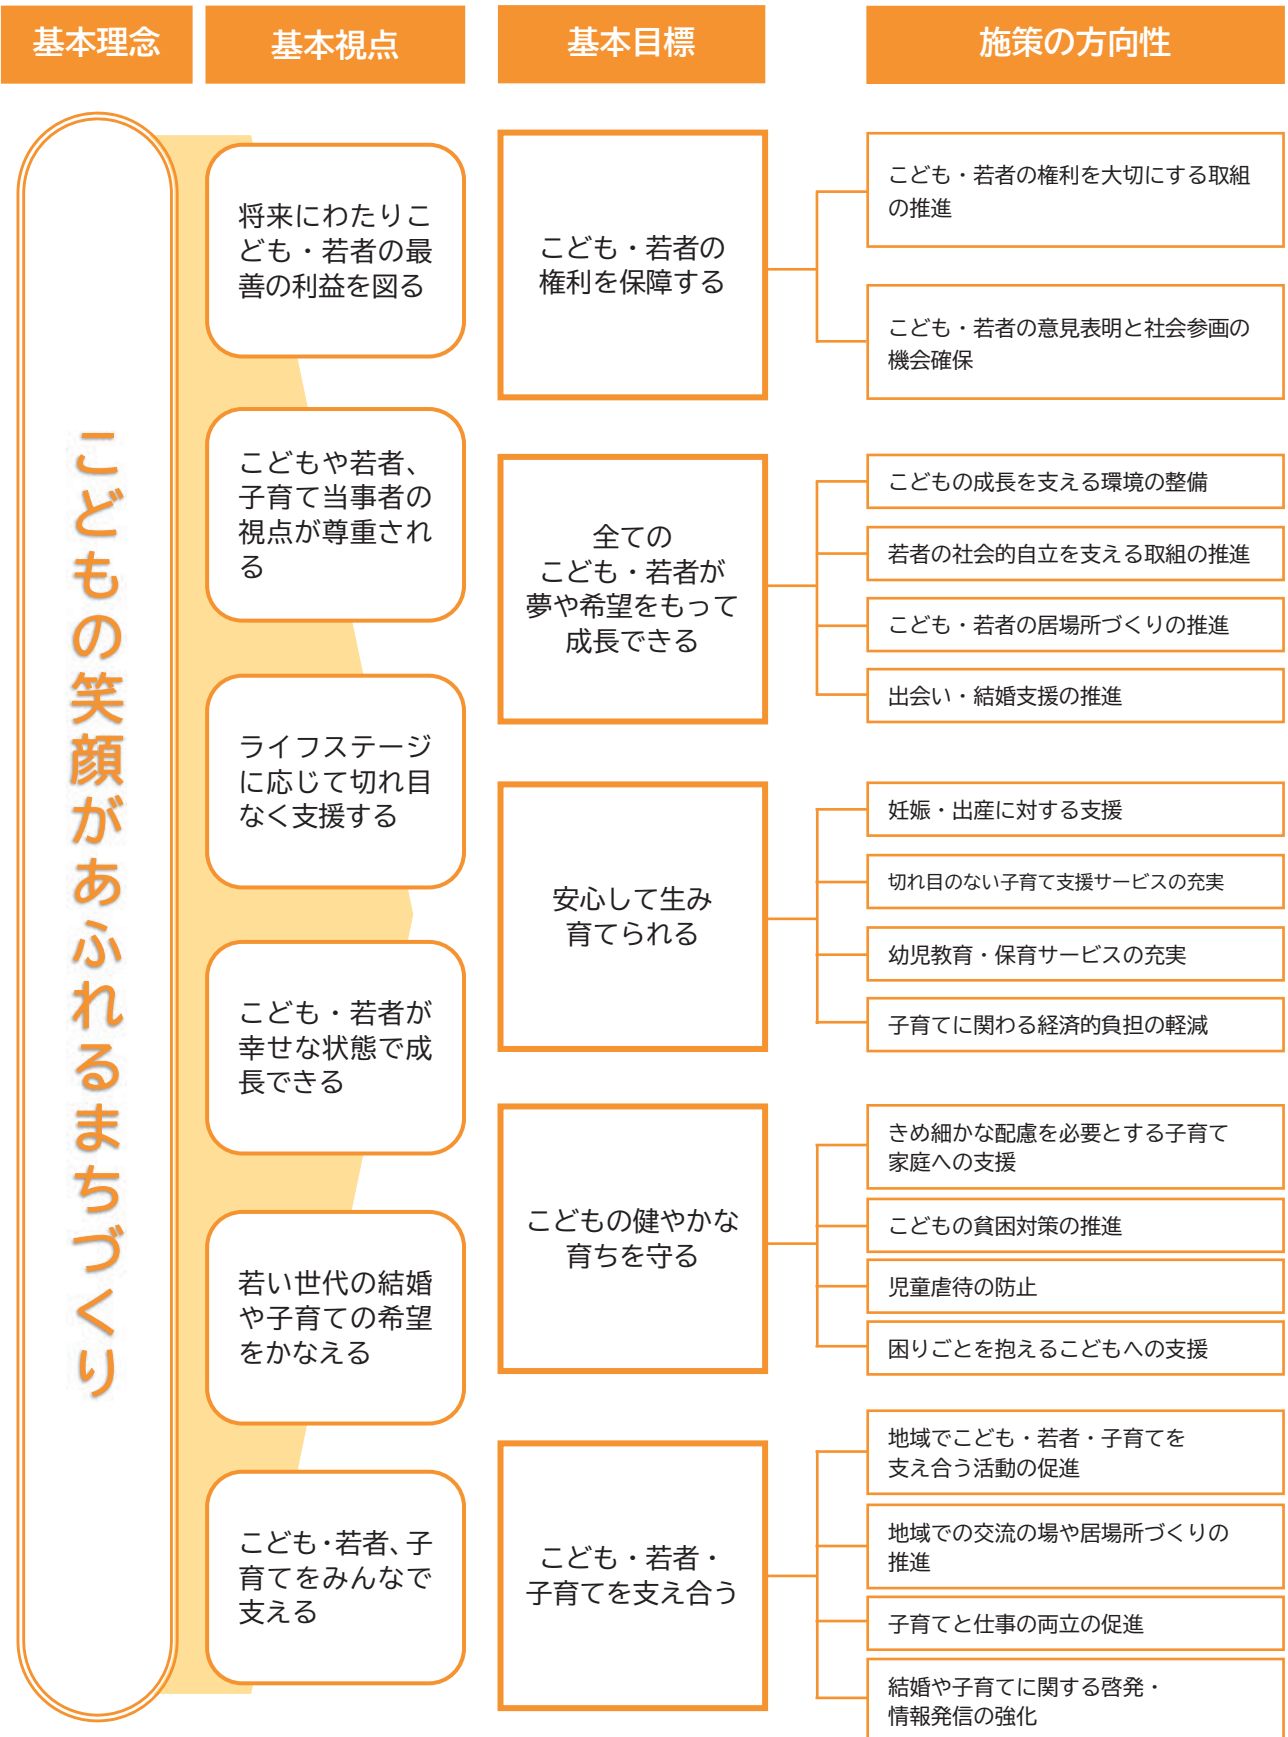 基本理念
基本視点
基本目標
施策の方向性
こどもの笑顔があふれるまちづくり
将来にわたりこ
ども・若者の最
善の利益を図る
こどもや若者、
子育て当事者の
視点が尊重され
る
ライフステージ
に応じて切れ目
なく支援する
こども・若者が
幸せな状態で成
長できる
若い世代の結婚
や子育ての希望
をかなえる
こども・若者、子
育てをみんなで
支える
こども・若者の
権利を保障する
こども・若者の権利を大切にする取組
の推進
こども・若者の意見表明と社会参画の
機会確保
全ての
こども・若者が
夢や希望をもって
成長できる
こどもの成長を支える環境の整備
若者の社会的自立を支える取組の推進
こども・若者の居場所づくりの推進
出会い・結婚支援の推進
安心して生み
育てられる
妊娠・出産に対する支援
切れ目のない子育て支援サービスの充実
幼児教育・保育サービスの充実
子育てに関わる経済的負担の軽減
こどもの健やかな
育ちを守る
きめ細かな配慮を必要とする子育て
家庭への支援
こどもの貧困対策の推進
児童虐待の防止
困りごとを抱えるこどもへの支援
こども・若者・
子育てを支え合う
地域でこども・若者・子育てを
支え合う活動の促進
地域での交流の場や居場所づくりの
推進
子育てと仕事の両立の促進
結婚や子育てに関する啓発・
情報発信の強化